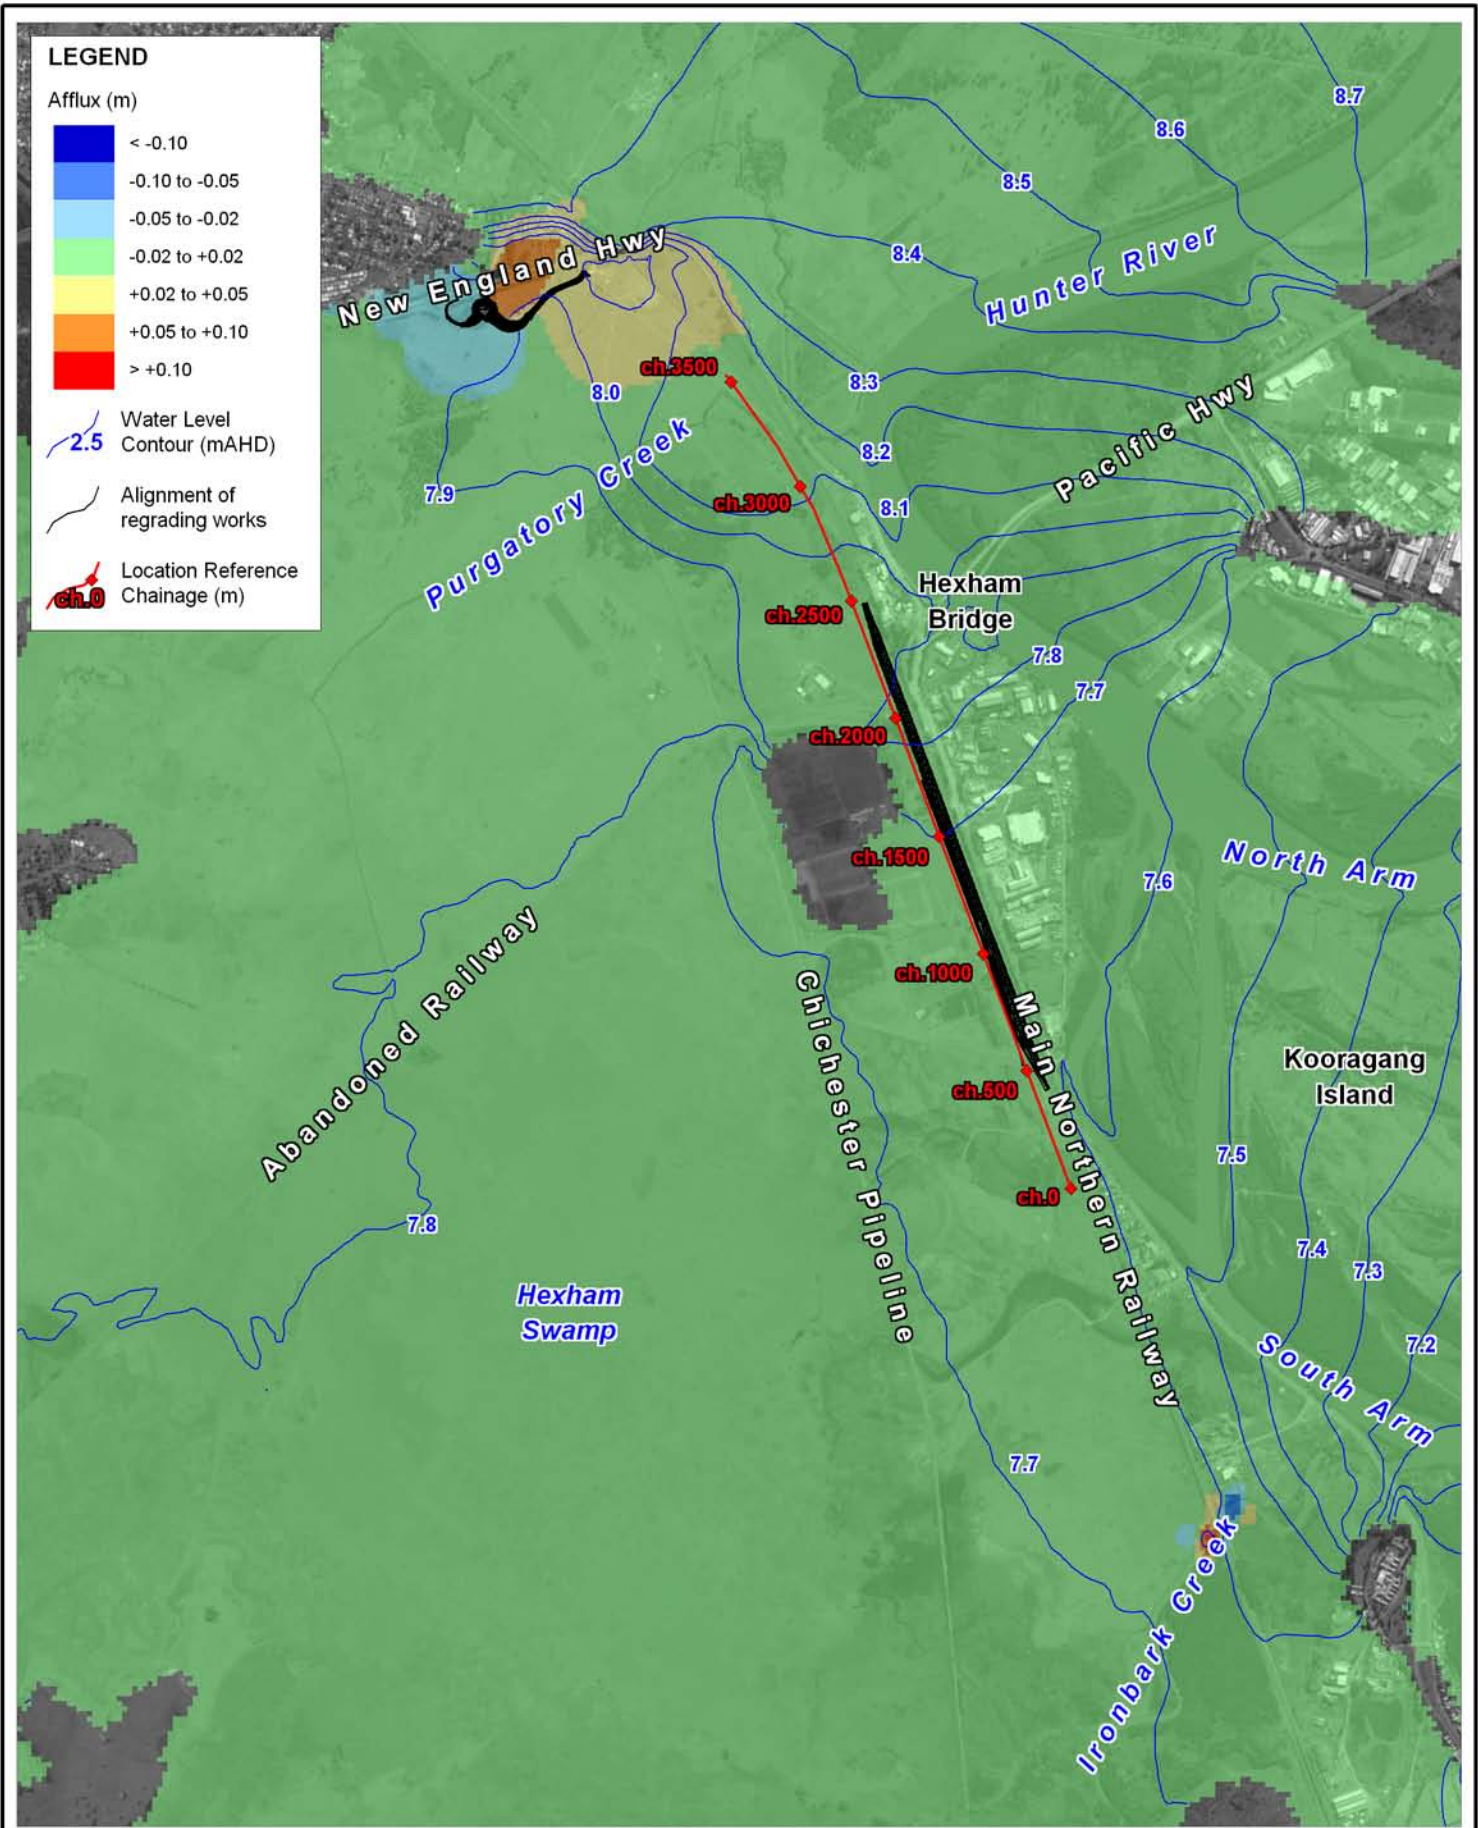 LEGEND
Afflux (m)
< -0.10
-0.10 to -0.05
-0.05 to -0.02
-0.02 to +0.02
+0.02 to +0.05
+0.05 to +0.10
> +0.10
2.5
Water Level
Contour (mAHD)
Alignment of
regrading works
ch.0
Location Reference
Chainage (m)
8.7
8.6
8.5
8.4
Hunter River
New England Hwy
ch.3500
8.0
8.3
Pacific Hwy
8.2
Purgatory Creek
7.9
ch.3000
8.1
Hexham
Bridge
ch.2500
7.8
7.7
ch.2000
ch.1500
North Arm
7.6
Abandoned Railway
ch.1000
Chichester Pipeline
Main Northern Railway
Kooragang
Island
ch.500
7.5
ch.0
7.8
7.4
7.3
Hexham
Swamp
7.2
South Arm
7.7
Ironbark Creek